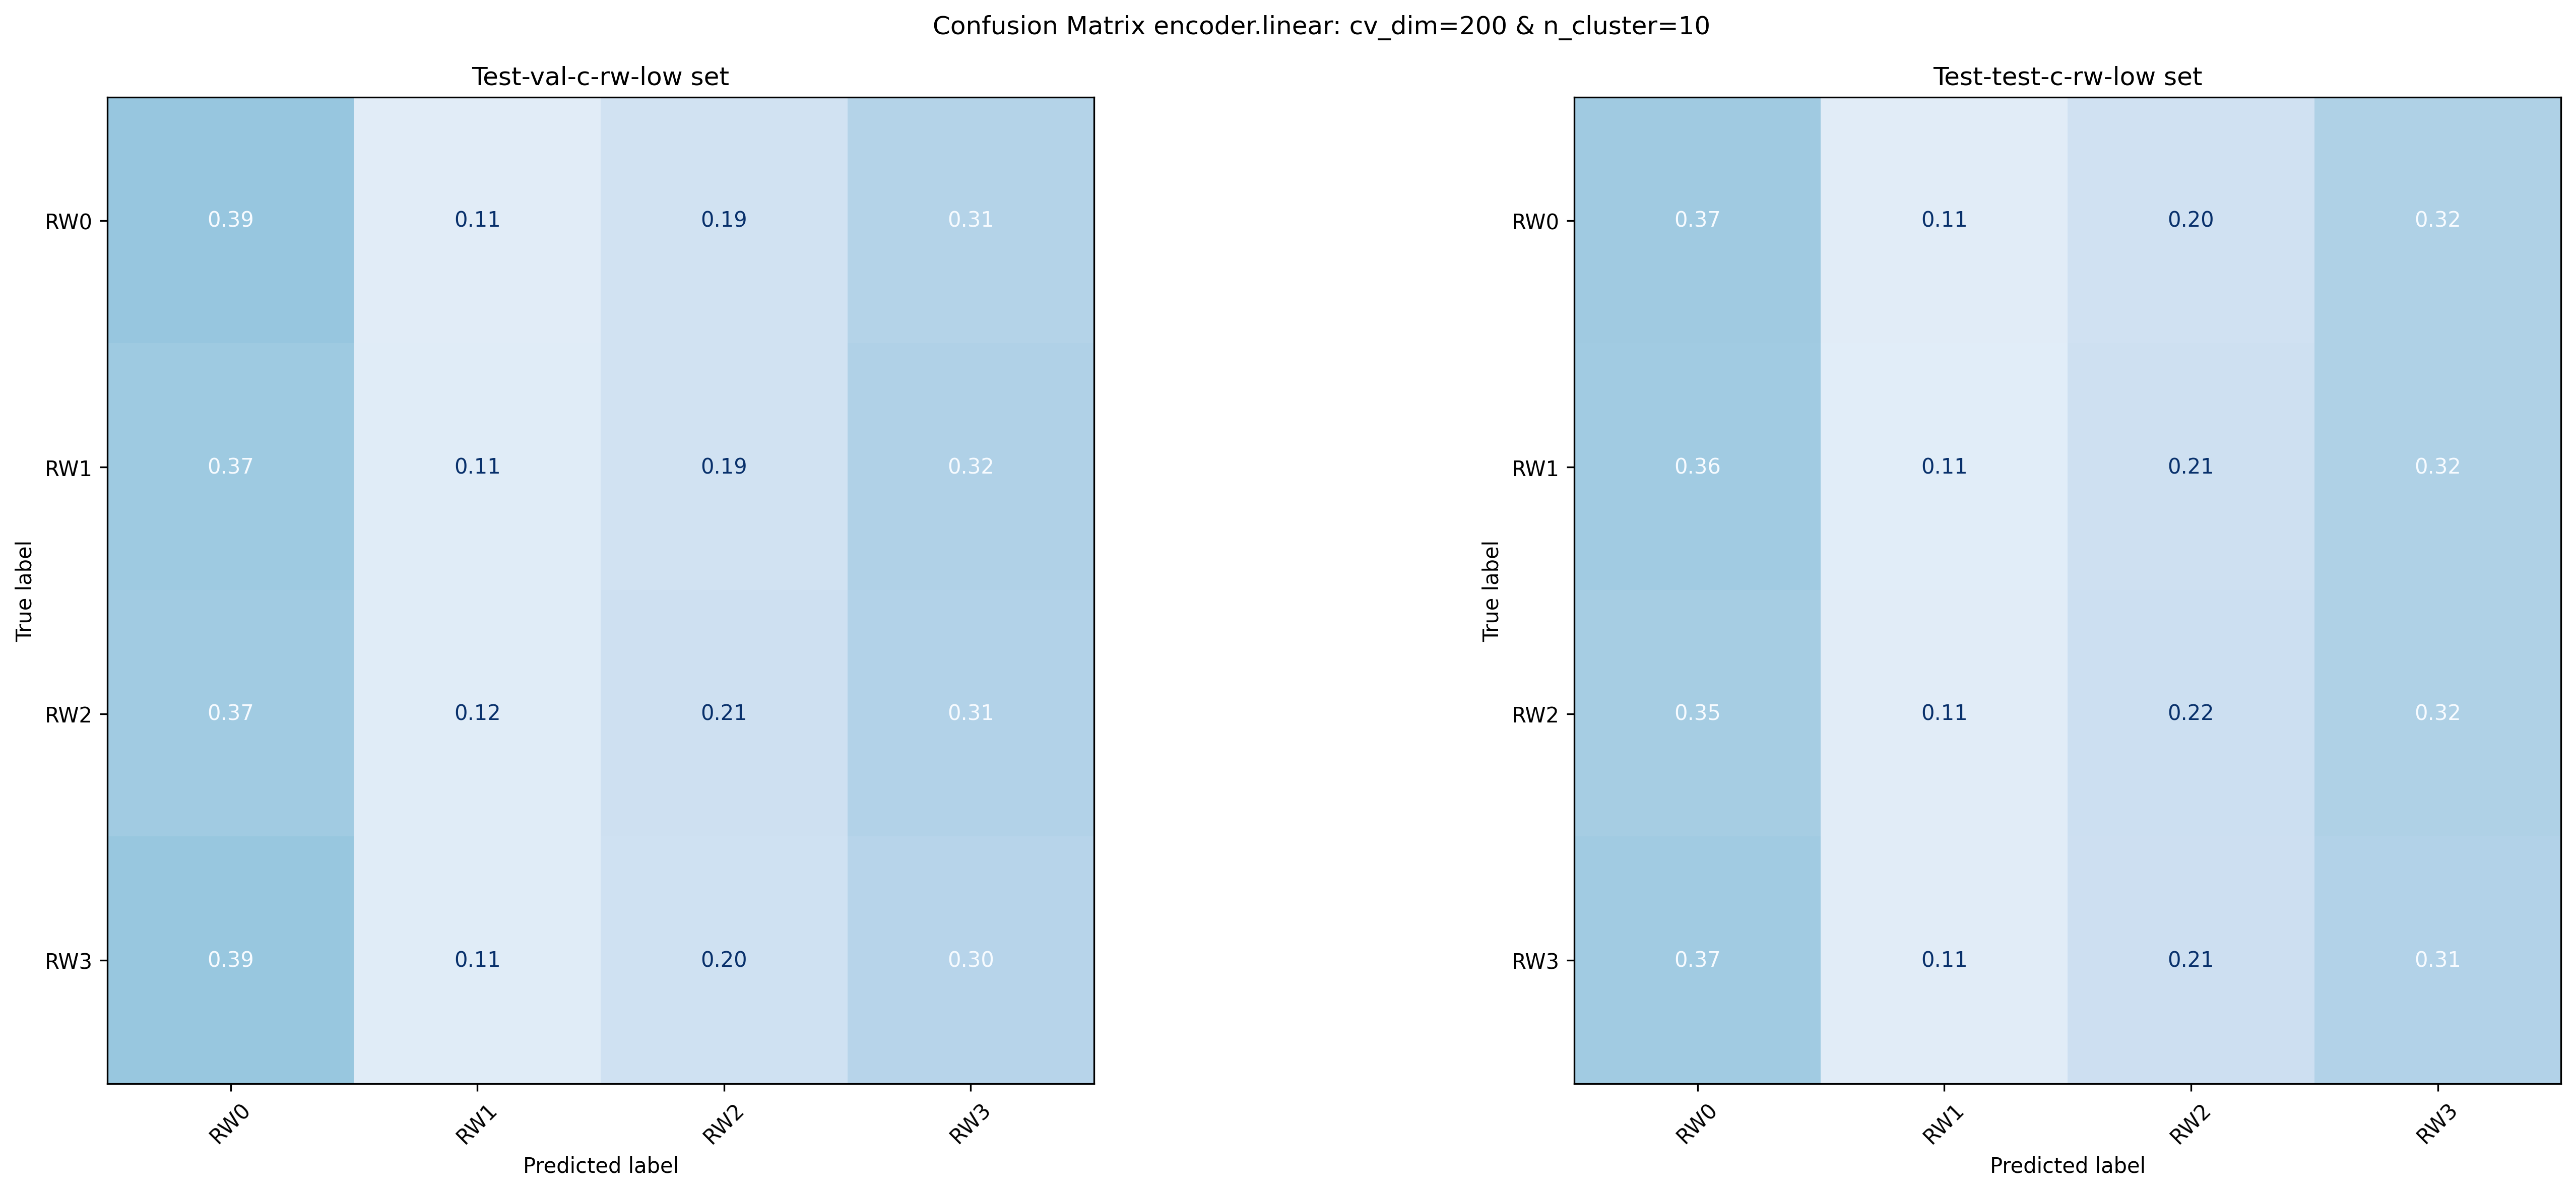 Confusion Matrix encoder.linear: cv_dim=200 & n_cluster=10
Test-val-c-rw-low set
True label
RW0 0.39 0.11 0.19 0.31
RW1 0.37 0.11 0.19 0.32
RW2 0.37 0.12 0.21 0.31
RW3 0.39 0.11 0.20 0.30
RW0 RW1 RW2 RW3
Predicted label
Test-test-c-rw-low set
True label
RW0 0.37 0.11 0.20 0.32
RW1 0.36 0.11 0.21 0.32
RW2 0.35 0.11 0.22 0.32
RW3 0.37 0.11 0.21 0.31
RW0 RW1 RW2 RW3
Predicted label